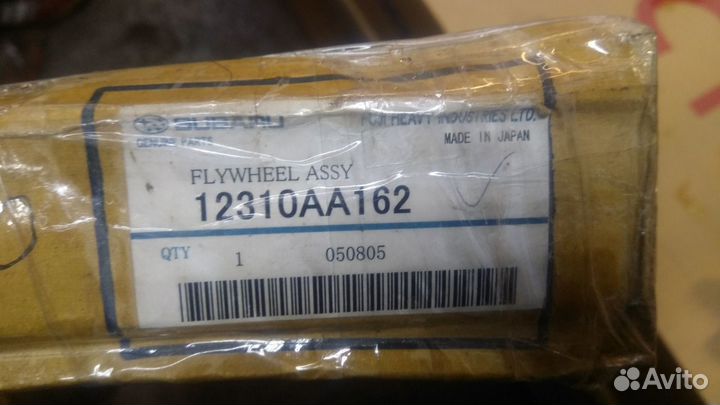 SUBARU FUJI HEAVY INDUSTRIES LTD.
GENUINE PARTS MADE IN JAPAN
FLYWHEEL ASSY
12310AA162
QTY 1 050805
Avito